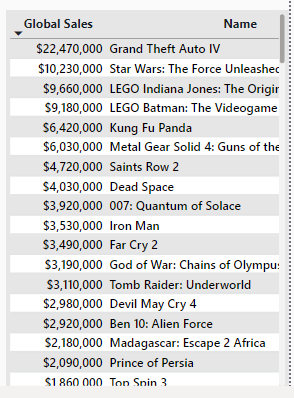 Global Sales Name
$22,470,000 Grand Theft Auto IV
$10,230,000 Star Wars: The Force Unleashed
$9,660,000 LEGO Indiana Jones: The Origin
$9,180,000 LEGO Batman: The Videogame
$6,420,000 Kung Fu Panda
$6,030,000 Metal Gear Solid 4: Guns of the
$4,720,000 Saints Row 2
$4,030,000 Dead Space
$3,920,000 007: Quantum of Solace
$3,530,000 Iron Man
$3,490,000 Far Cry 2
$3,190,000 God of War: Chains of Olympus
$3,110,000 Tomb Raider: Underworld
$2,980,000 Devil May Cry 4
$2,920,000 Ben 10: Alien Force
$2,180,000 Madagascar: Escape 2 Africa
$2,090,000 Prince of Persia
$1,860,000 Top Spin 3